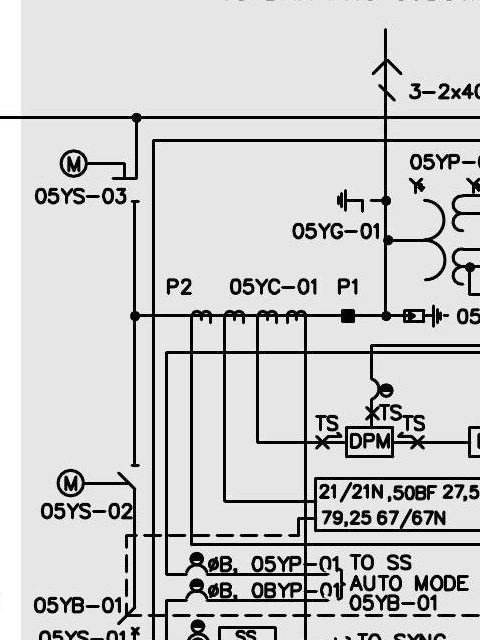 3-2x40
05YP-0
M
05YS-03
05YG-01
P2 05YC-01 P1
05
TS TS TS
DPM
M
05YS-02
21/21N,50BF 27,5
79,25 67/67N
øB, 05YP-01 TO SS
AUTO MODE
øB, 0BYP-01
05YB-01
05YB-01
05YS-01
SS TO SYNC